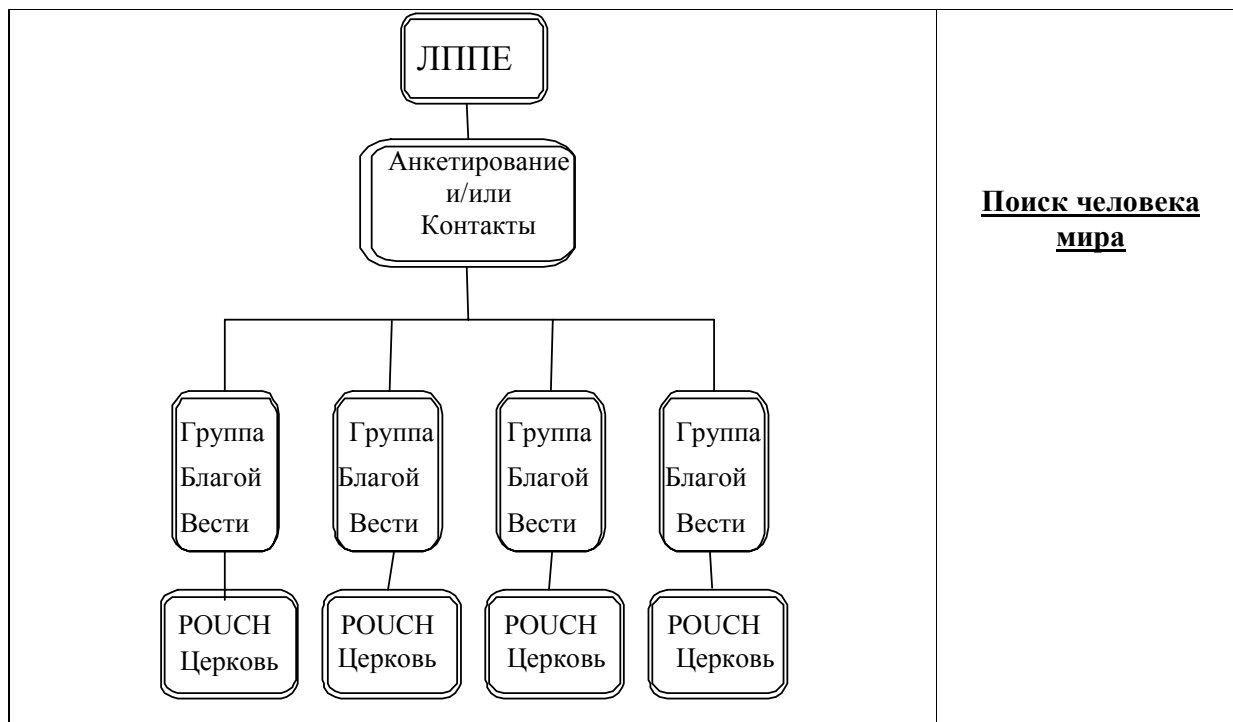 ЛППЕ
Анкетирование
и/или
Контакты
Поиск человека
мира
Группа
Благой
Вести
Группа
Благой
Вести
Группа
Благой
Вести
Группа
Благой
Вести
POUCH
Церковь
POUCH
Церковь
POUCH
Церковь
POUCH
Церковь